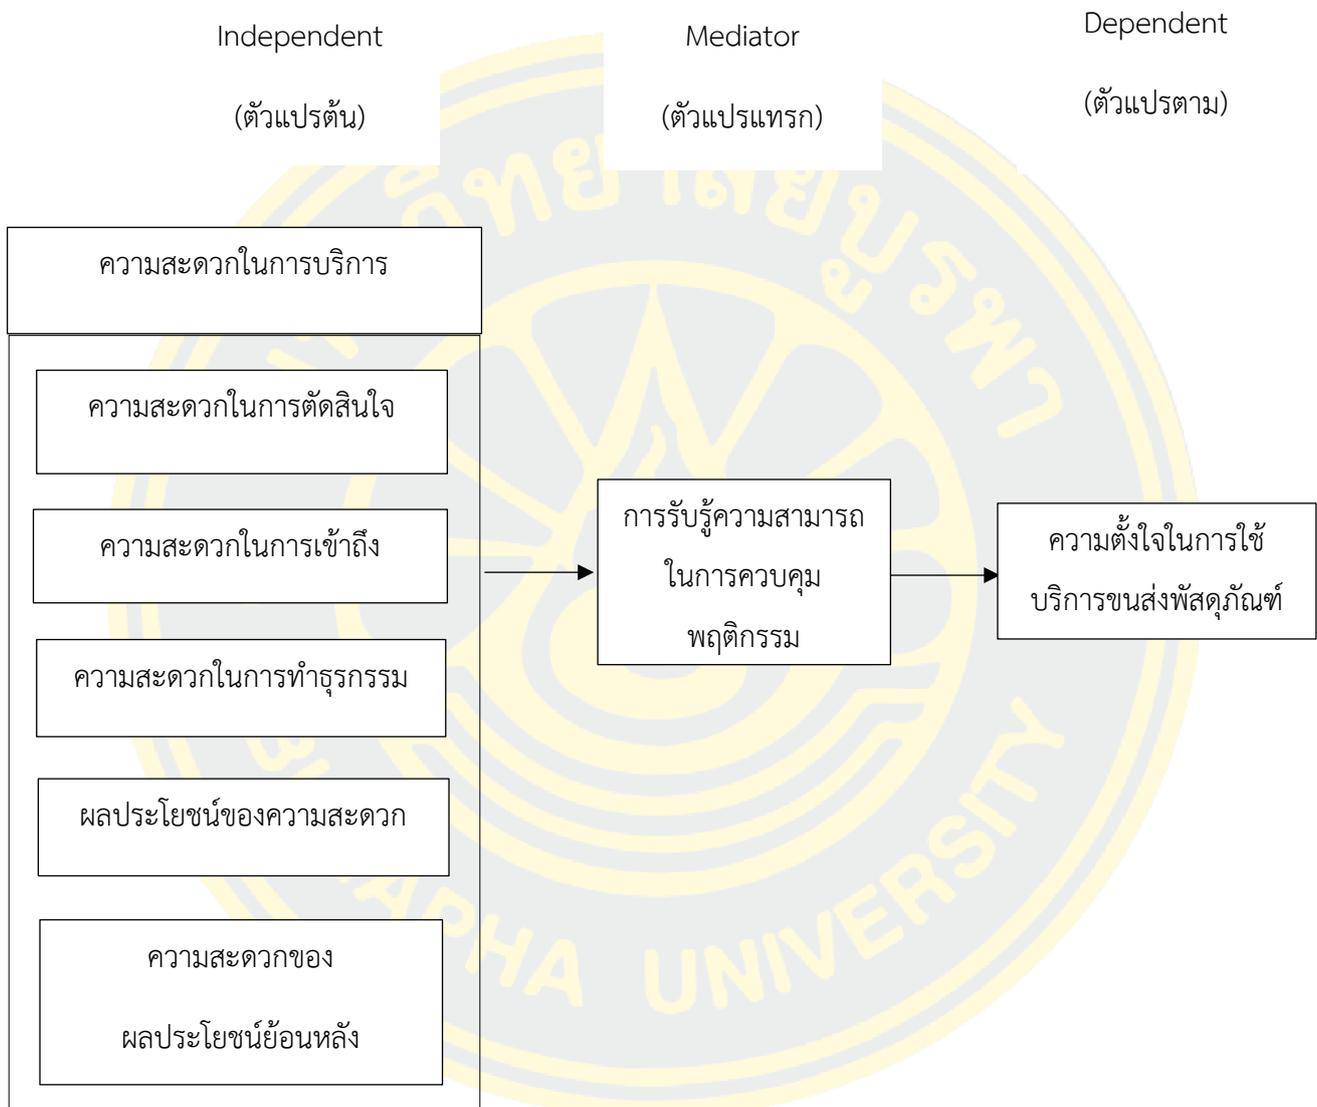 Independent
(ตัวแปรต้น)
Mediator
(ตัวแปรแทรก)
Dependent
(ตัวแปรตาม)
ความสะดวกในการบริการ
ความสะดวกในการตัดสินใจ
ความสะดวกในการเข้าถึง
ความสะดวกในการทำธุรกรรม
ผลประโยชน์ของความสะดวก
ความสะดวกของ
ผลประโยชน์ย้อนหลัง
การรับรู้ความสามารถ
ในการควบคุม
พฤติกรรม
ความตั้งใจในการใช้
บริการขนส่งพัสดุภัณฑ์
UNIVERSITY